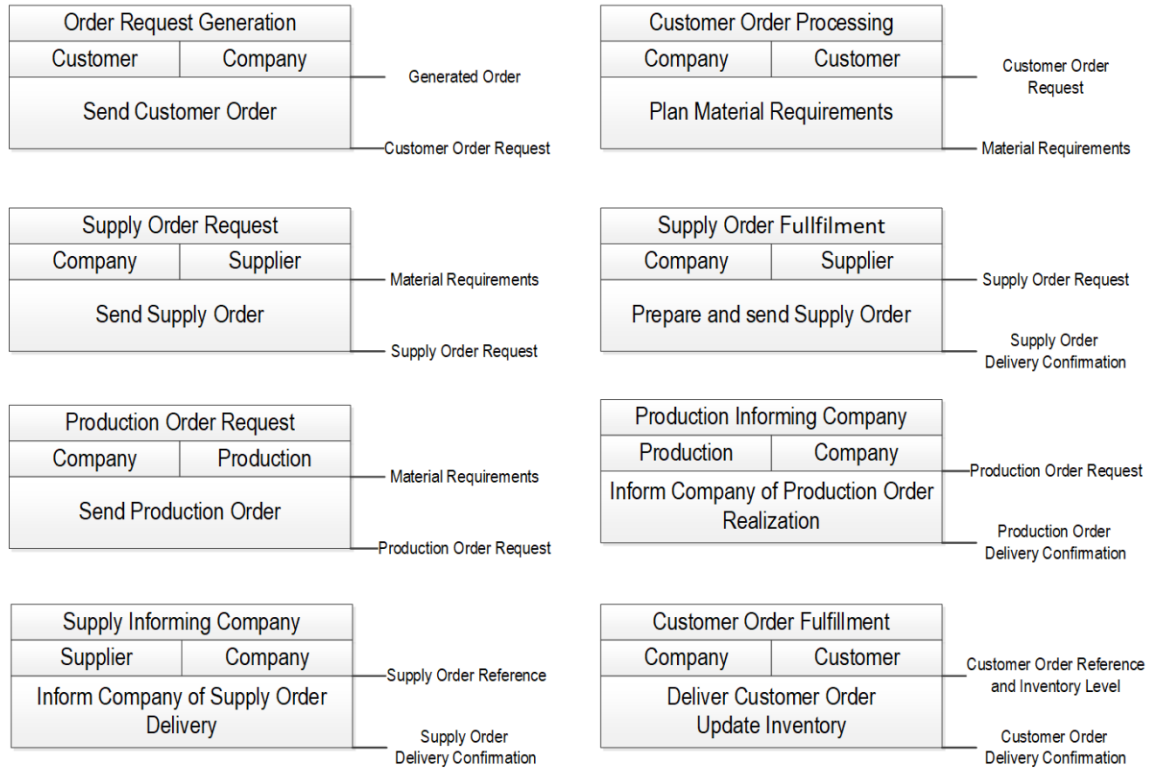 Order Request Generation
Customer
Company
Generated Order
Send Customer Order
Customer Order Request
Customer Order Processing
Company
Customer
Customer Order
Request
Plan Material Requirements
Material Requirements
Supply Order Request
Company
Supplier
Material Requirements
Send Supply Order
Supply Order Request
Supply Order Fullfilment
Company
Supplier
Supply Order Request
Prepare and send Supply Order
Supply Order
Delivery Confirmation
Production Order Request
Company
Production
Material Requirements
Send Production Order
Production Order Request
Production Informing Company
Production
Company
Production Order Request
Inform Company of Production Order
Realization
Production Order
Delivery Confirmation
Supply Informing Company
Supplier
Company
Supply Order Reference
Inform Company of Supply Order
Delivery
Supply Order
Delivery Confirmation
Customer Order Fulfillment
Company
Customer
Customer Order Reference
and Inventory Level
Deliver Customer Order
Update Inventory
Customer Order
Delivery Confirmation